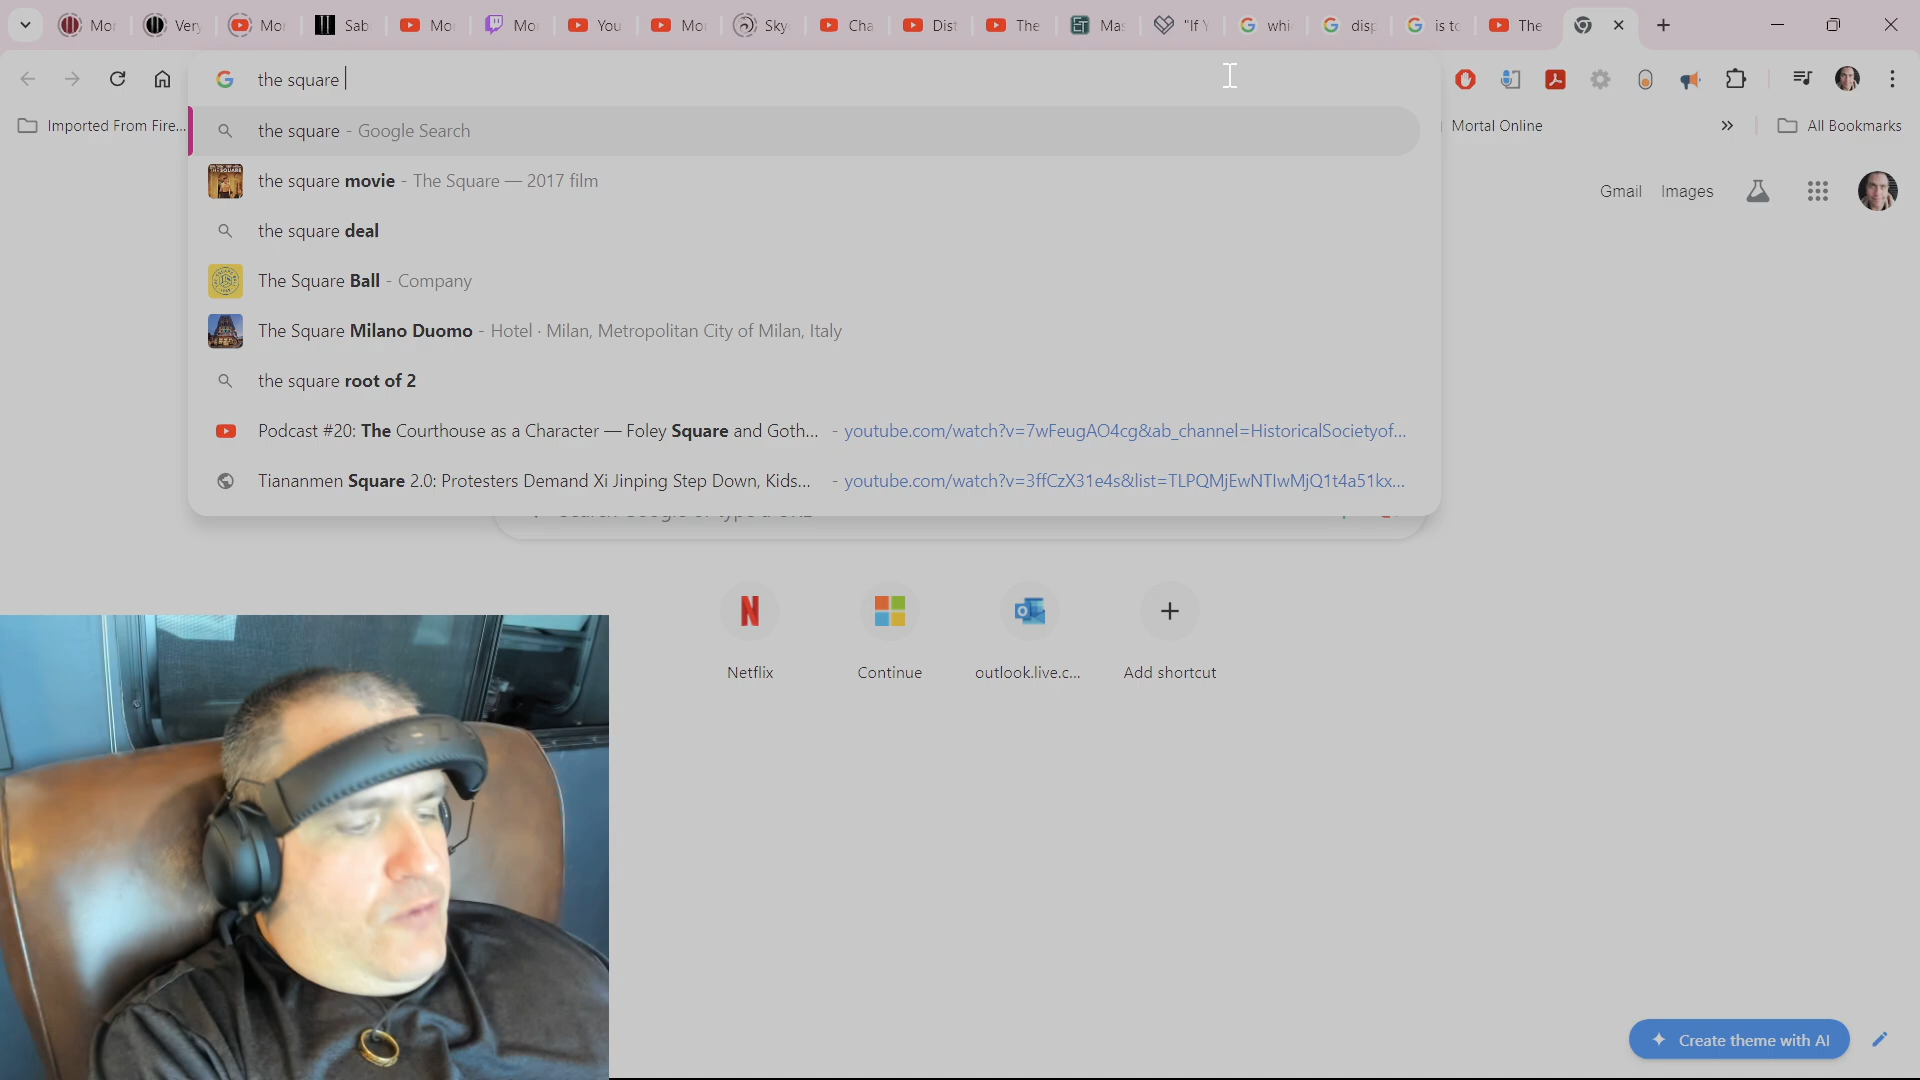 Mor
Very
Mor
Sab
Mor
Mo
You
Mor
Sky
Cha
Dist
The
Mas
"If Y
whi
disp
is to
The
the square
Imported From Fire...
Mortal Online
All Bookmarks
the square - Google Search
the square movie - The Square — 2017 film
the square deal
The Square Ball - Company
The Square Milano Duomo - Hotel · Milan, Metropolitan City of Milan, Italy
the square root of 2
Podcast #20: The Courthouse as a Character — Foley Square and Goth... - youtube.com/watch?v=7wFeugAO4cg&ab_channel=HistoricalSocietyof...
Tiananmen Square 2.0: Protesters Demand Xi Jinping Step Down, Kids... - youtube.com/watch?v=3ffCzX31e4s&list=TLPQMjEwNTIwMjQ1t4a51kx...
Gmail Images
Netflix
Continue
outlook.live.c...
Add shortcut
Create theme with AI